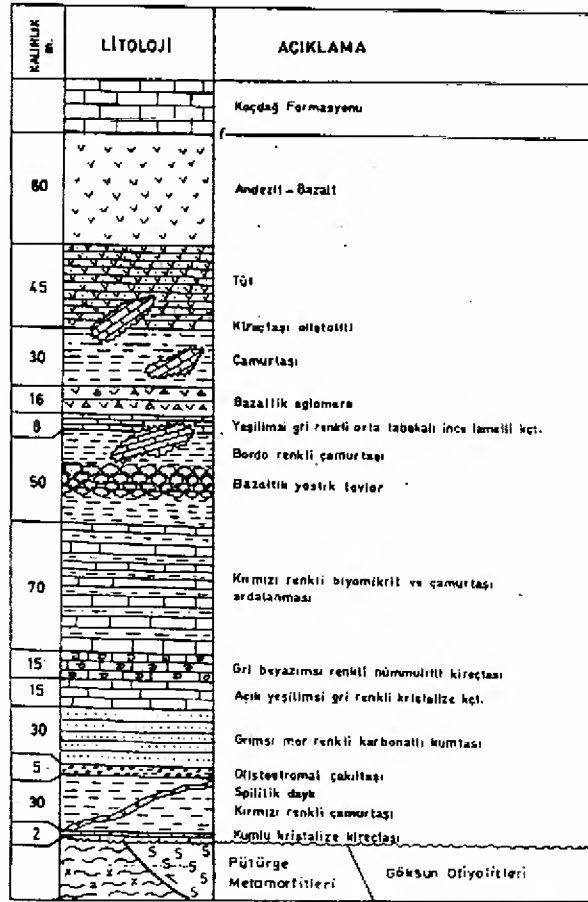 KALINLIK m.
LİTOLOJİ
AÇIKLAMA
Koçdağ Formasyonu
f
60
Andezit-Bazalt
45
Tüf
Kireçtaşı olistoliti
30
Çamurtaşı
16
Bazaltik aglomera
8
Yeşilimsi gri renkli orta tabakalı ince lamelli kçt.
Bordo renkli çamurtaşı
50
Bazaltik yastık lavlar
70
Kırmızı renkli biyomikrit ve çamurtaşı
ardalanması
15
Gri beyazımsı renkli nummulitli kireçtaşı
15
Açık yeşilimsi gri renkli kristalize kçt.
30
Grimsi mor renkli karbonatlı kumtaşı
5
Olistostromal çakıltaşı
Spilitik dayk
30
Kırmızı renkli çamurtaşı
2
Kumlu kristalize kireçtaşı
Pütürge
Metamorfitleri
Göksun Ofiyolitleri